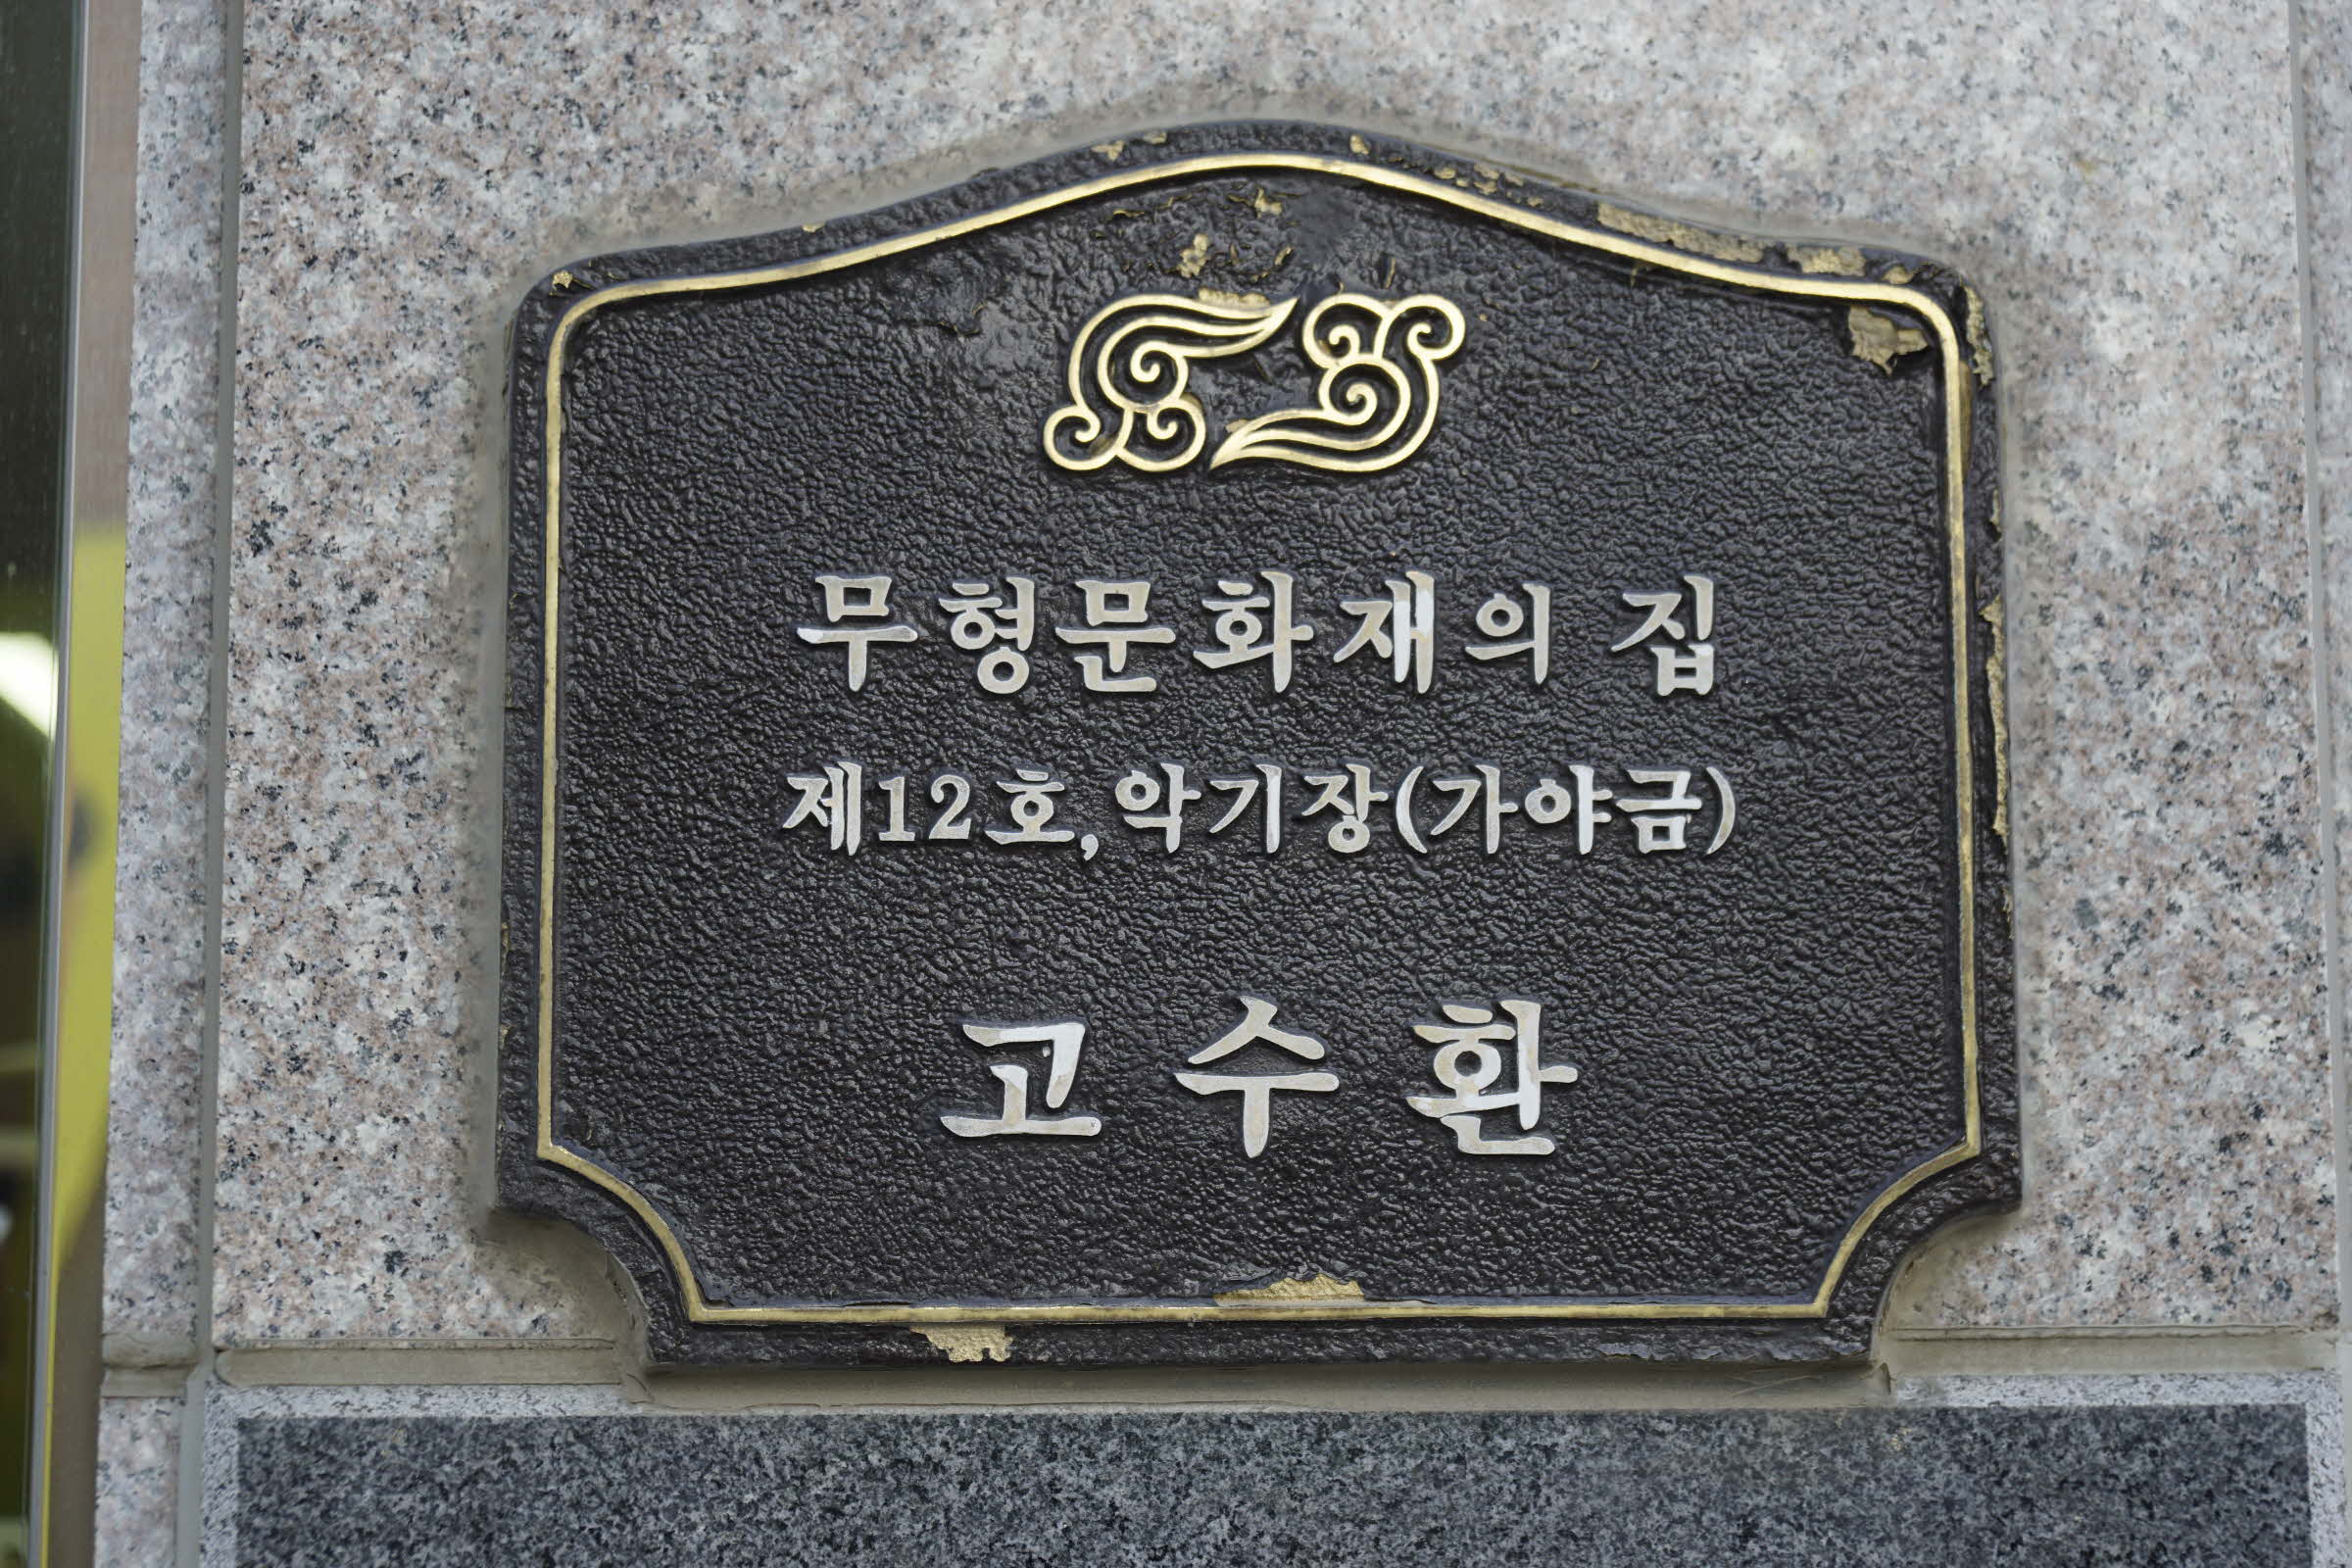 무형문화재의 집
제12호, 악기장(가야금)
고수환